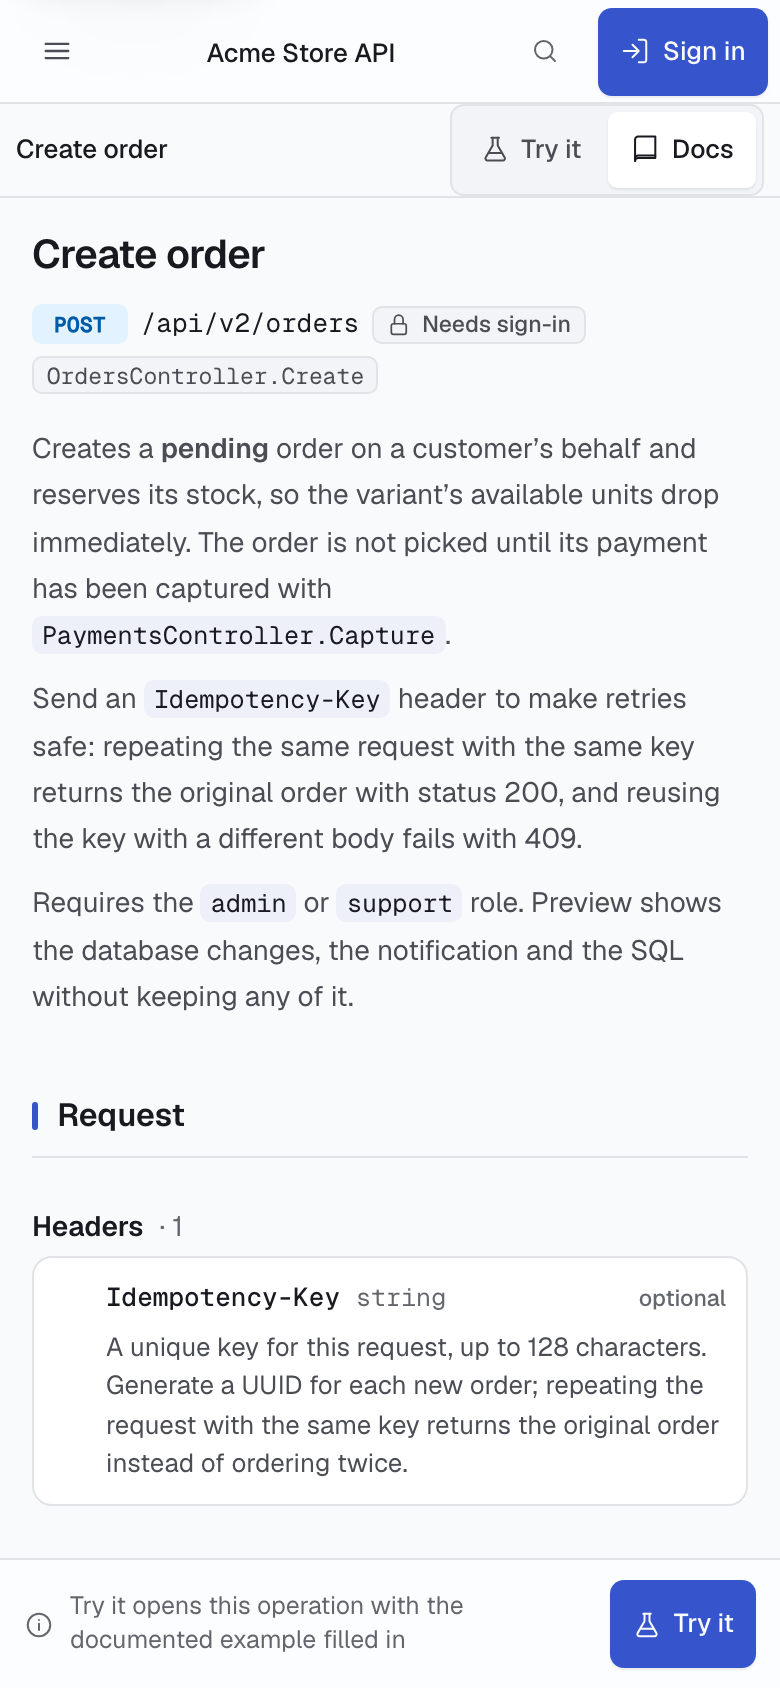 Acme Store API
Sign in
Create order
Try it
Docs
Create order
POST /api/v2/orders Needs sign-in
OrdersController.Create
Creates a pending order on a customer’s behalf and
reserves its stock, so the variant’s available units drop
immediately. The order is not picked until its payment
has been captured with
PaymentsController.Capture.
Send an Idempotency-Key header to make retries
safe: repeating the same request with the same key
returns the original order with status 200, and reusing
the key with a different body fails with 409.
Requires the admin or support role. Preview shows
the database changes, the notification and the SQL
without keeping any of it.
Request
Headers · 1
Idempotency-Key string optional
A unique key for this request, up to 128 characters.
Generate a UUID for each new order; repeating the
request with the same key returns the original order
instead of ordering twice.
Try it opens this operation with the
documented example filled in
Try it